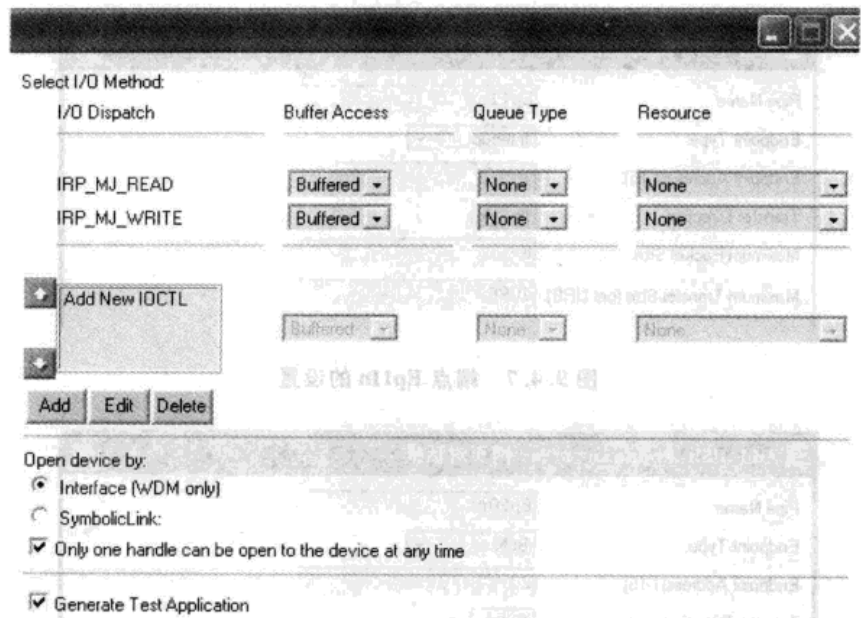 Select I/O Method:
I/O Dispatch Buffer Access Queue Type Resource
IRP_MJ_READ Buffered None None
IRP_MJ_WRITE Buffered None None
Add New IOCTL
Buffered None None
Add Edit Delete
Open device by:
Interface (WDM only)
SymbolicLink:
Only one handle can be open to the device at any time
Generate Test Application